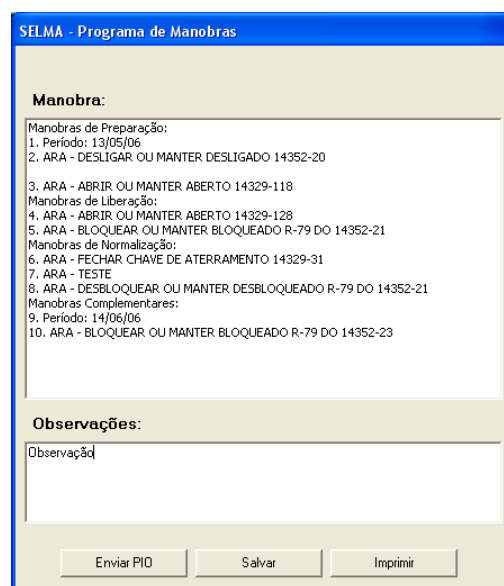 SELMA - Programa de Manobras
Manobra:
Manobras de Preparação:
1. Período: 13/05/06
2. ARA - DESLIGAR OU MANTER DESLIGADO 14352-20
3. ARA - ABRIR OU MANTER ABERTO 14329-118
Manobras de Liberação:
4. ARA - ABRIR OU MANTER ABERTO 14329-128
5. ARA - BLOQUEAR OU MANTER BLOQUEADO R-79 DO 14352-21
Manobras de Normalização:
6. ARA - FECHAR CHAVE DE ATERRAMENTO 14329-31
7. ARA - TESTE
8. ARA - DESBLOQUEAR OU MANTER DESBLOQUEADO R-79 DO 14352-21
Manobras Complementares:
9. Período: 14/06/06
10. ARA - BLOQUEAR OU MANTER BLOQUEADO R-79 DO 14352-23
Observações:
Observação
Enviar PIO Salvar Imprimir